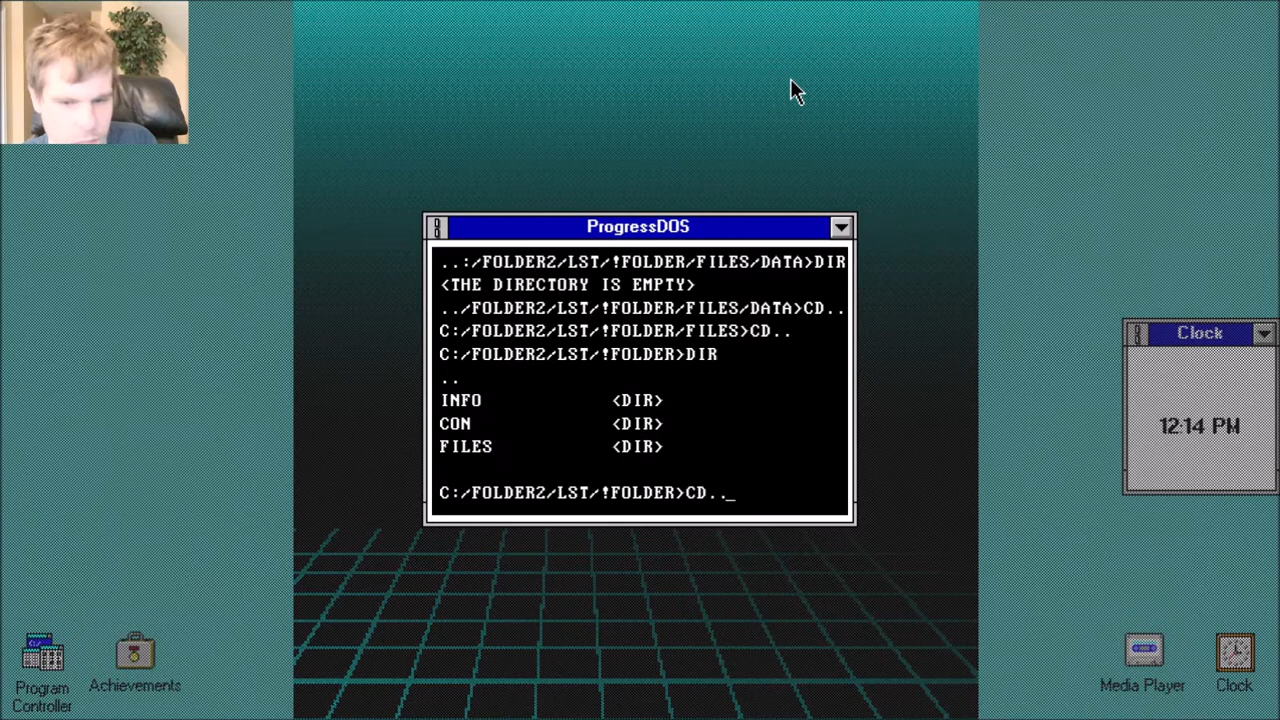 ProgressDOS
..:/FOLDER2/LST/!FOLDER/FILES/DATA>DIR
<THE DIRECTORY IS EMPTY>
../FOLDER2/LST/!FOLDER/FILES/DATA>CD..
C:/FOLDER2/LST/!FOLDER/FILES>CD..
C:/FOLDER2/LST/!FOLDER>DIR
..
INFO <DIR>
CON <DIR>
FILES <DIR>
C:/FOLDER2/LST/!FOLDER>CD.._
Clock
12:14 PM
Program
Controller
Achievements
Media Player
Clock